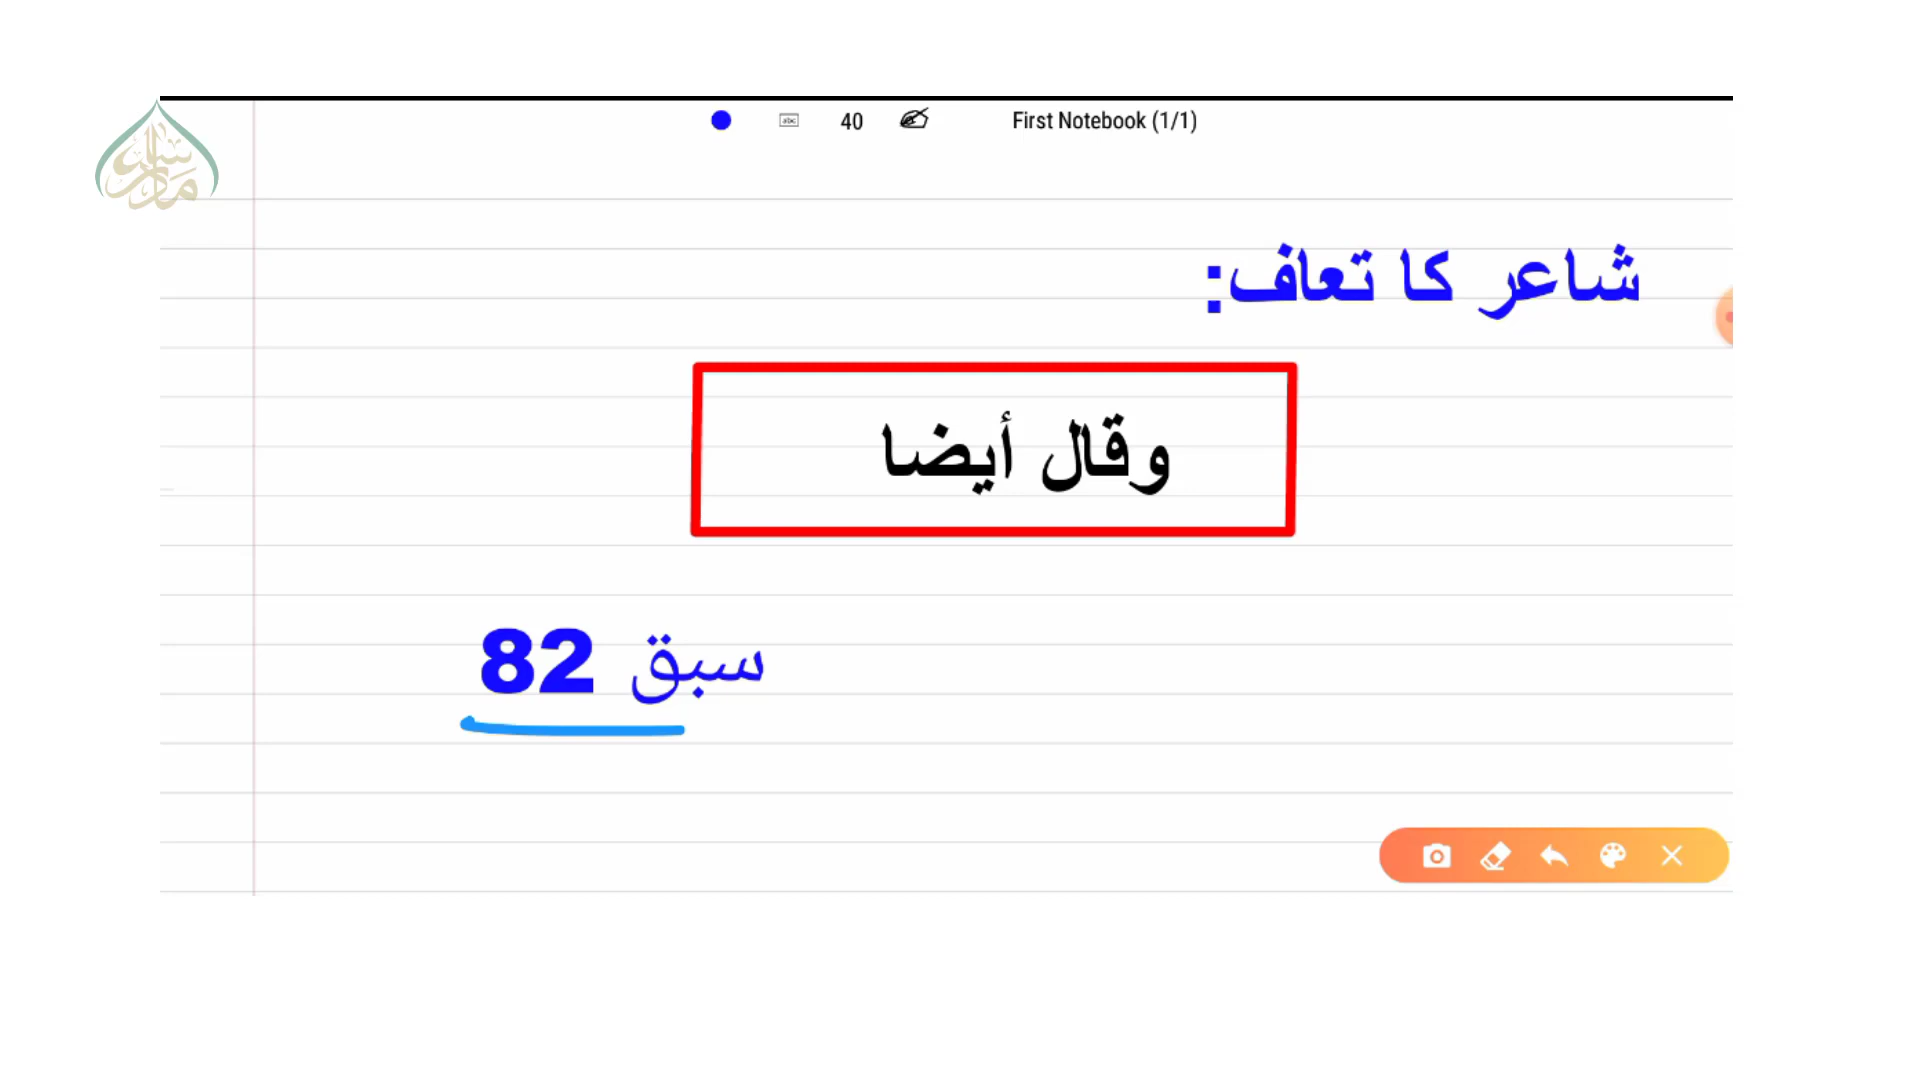 40 First Notebook (1/1)
شاعر کا تعاف:
وقال أيضا
سبق 82